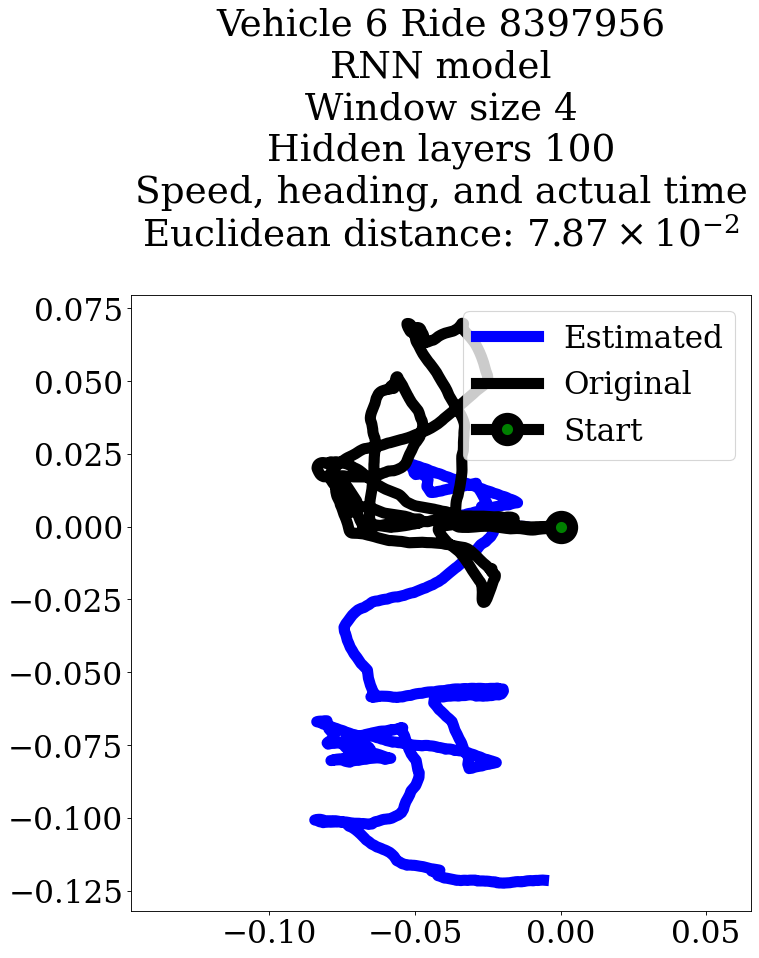 Vehicle 6 Ride 8397956
RNN model
Window size 4
Hidden layers 100
Speed, heading, and actual time
Euclidean distance: 7.87 × 10⁻²
0.075
0.050
0.025
0.000
−0.025
−0.050
−0.075
−0.100
−0.125
Estimated
Original
Start
−0.10 −0.05 0.00 0.05